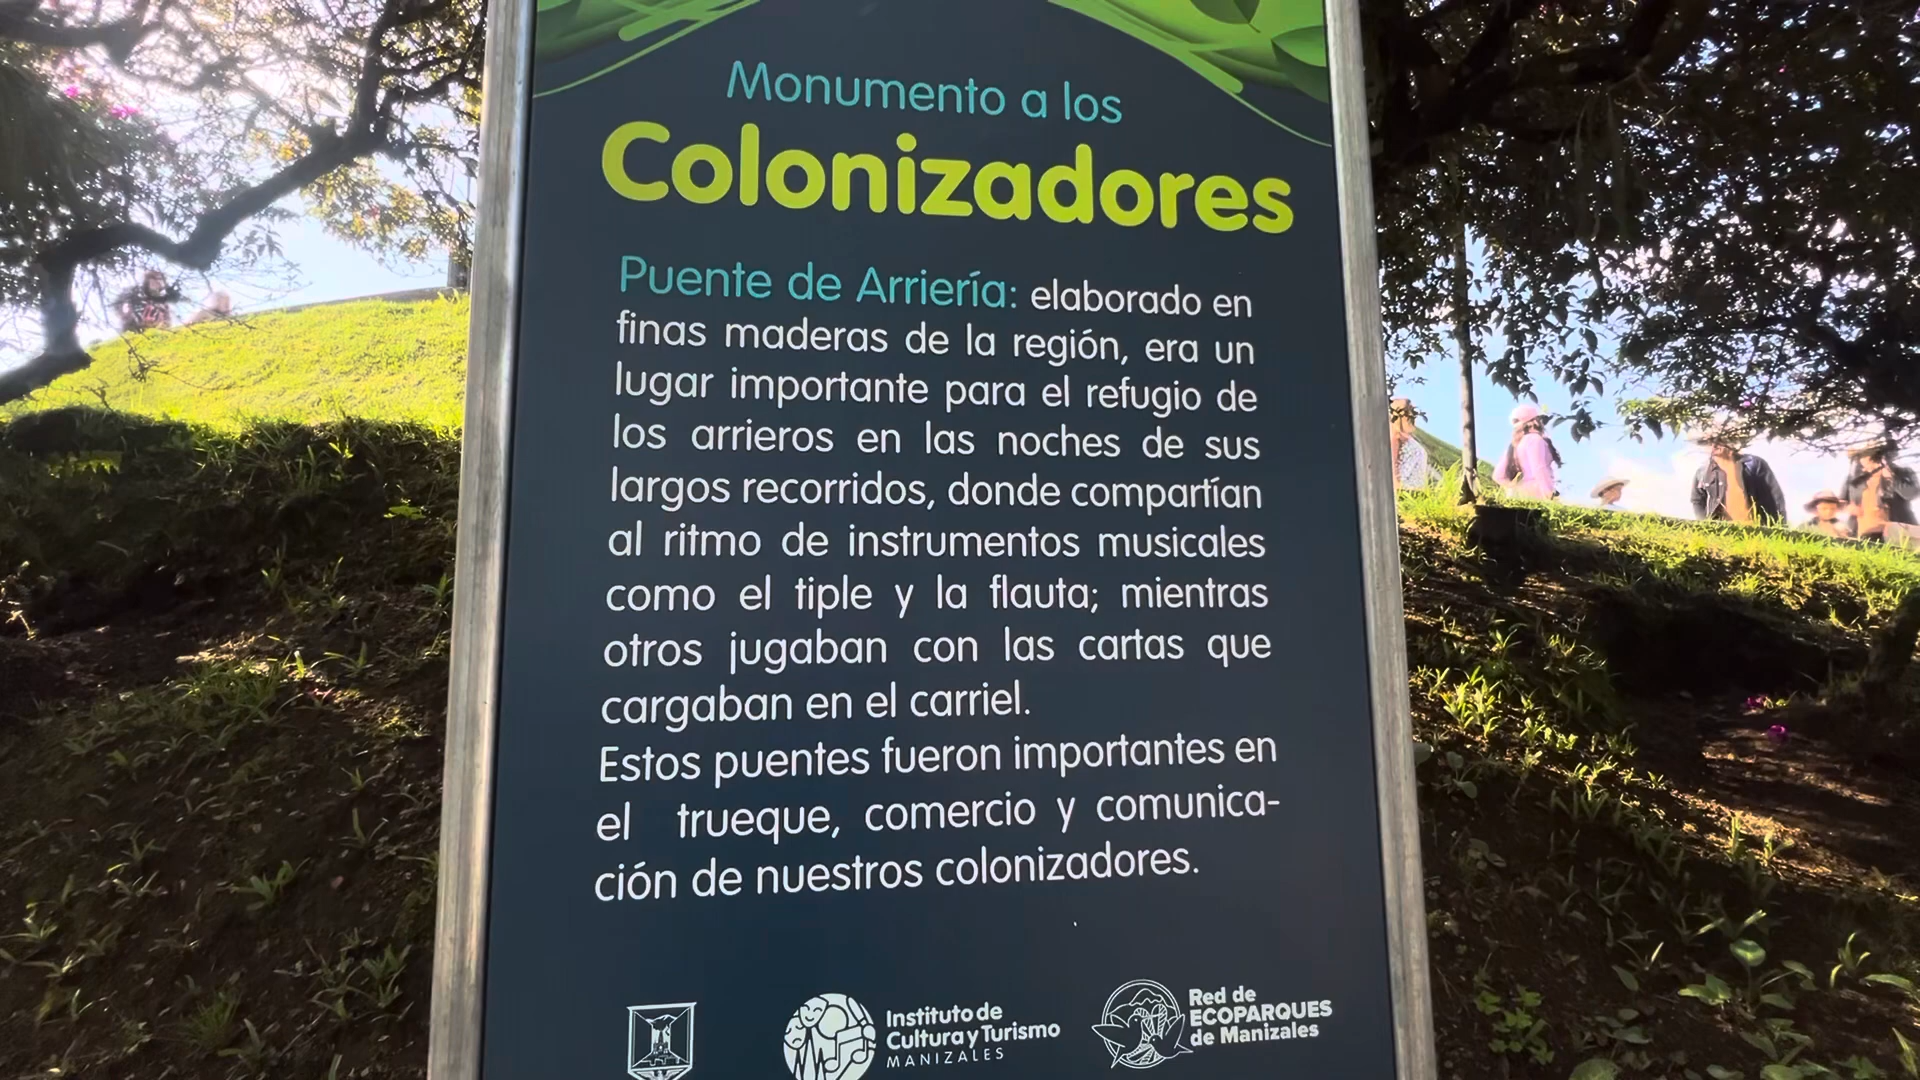 Monumento a los
Colonizadores
Puente de Arriería: elaborado en
finas maderas de la región, era un
lugar importante para el refugio de
los arrieros en las noches de sus
largos recorridos, donde compartían
al ritmo de instrumentos musicales
como el tiple y la flauta; mientras
otros jugaban con las cartas que
cargaban en el carriel.
Estos puentes fueron importantes en
el trueque, comercio y comunica-
ción de nuestros colonizadores.
Instituto de
Cultura y Turismo
MANIZALES
Red de
ECOPARQUES
de Manizales